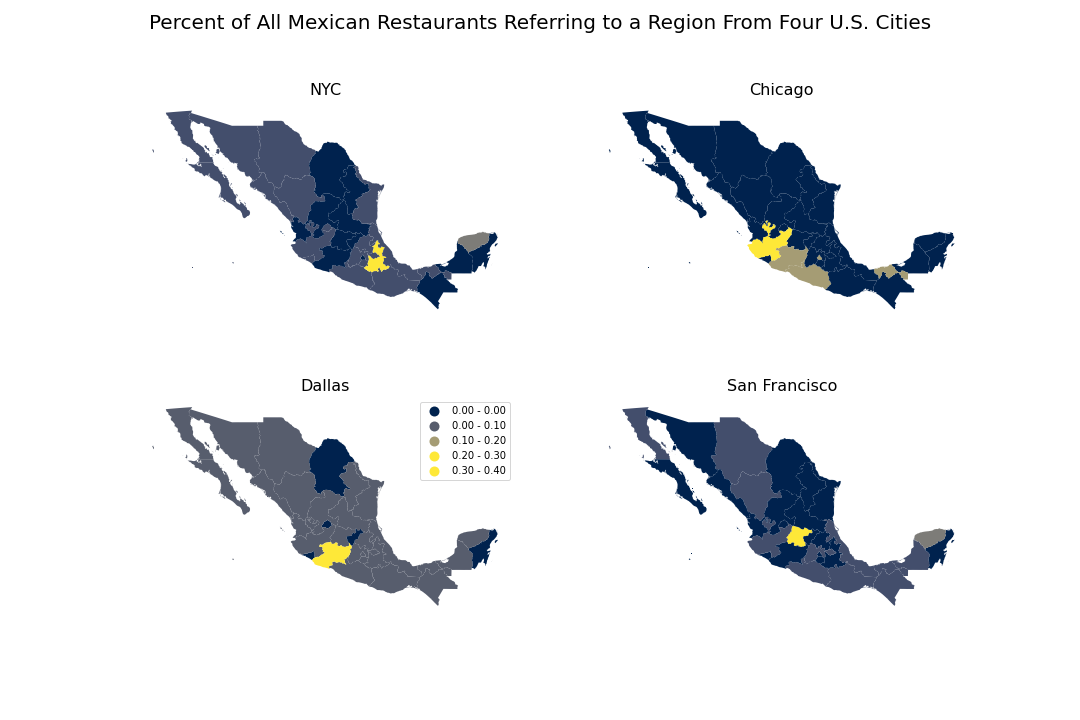 Percent of All Mexican Restaurants Referring to a Region From Four U.S. Cities
NYC
Chicago
Dallas
San Francisco
0.00 - 0.00
0.00 - 0.10
0.10 - 0.20
0.20 - 0.30
0.30 - 0.40